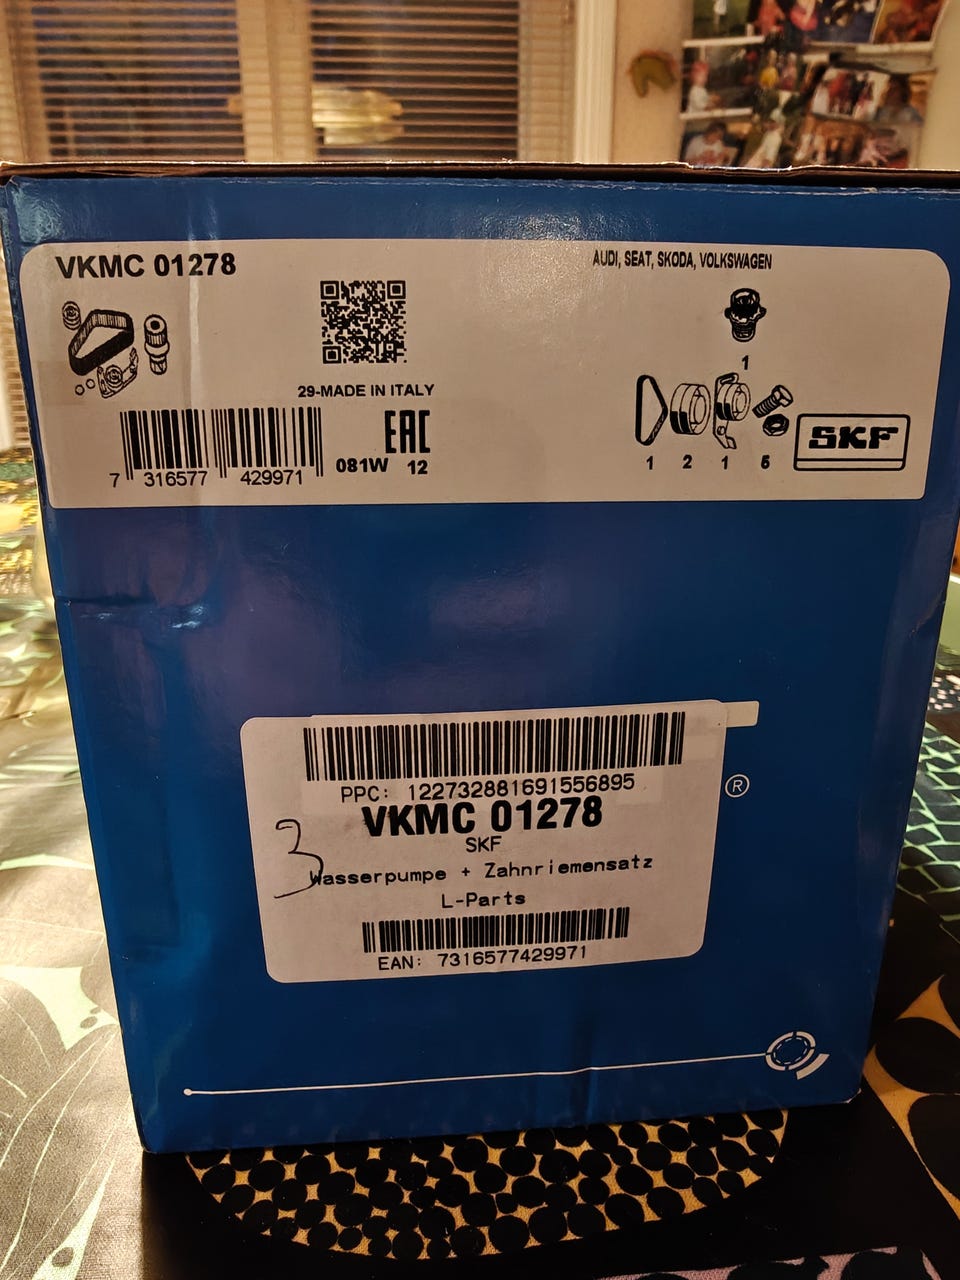 VKMC 01278
AUDI, SEAT, SKODA, VOLKSWAGEN
1
29-MADE IN ITALY
EAC
081W 12
7 316577 429971
1 2 1 6
SKF
PPC: 122732881691556895
VKMC 01278
SKF
3
Wasserpumpe + Zahnriemensatz
L-Parts
EAN: 7316577429971
®